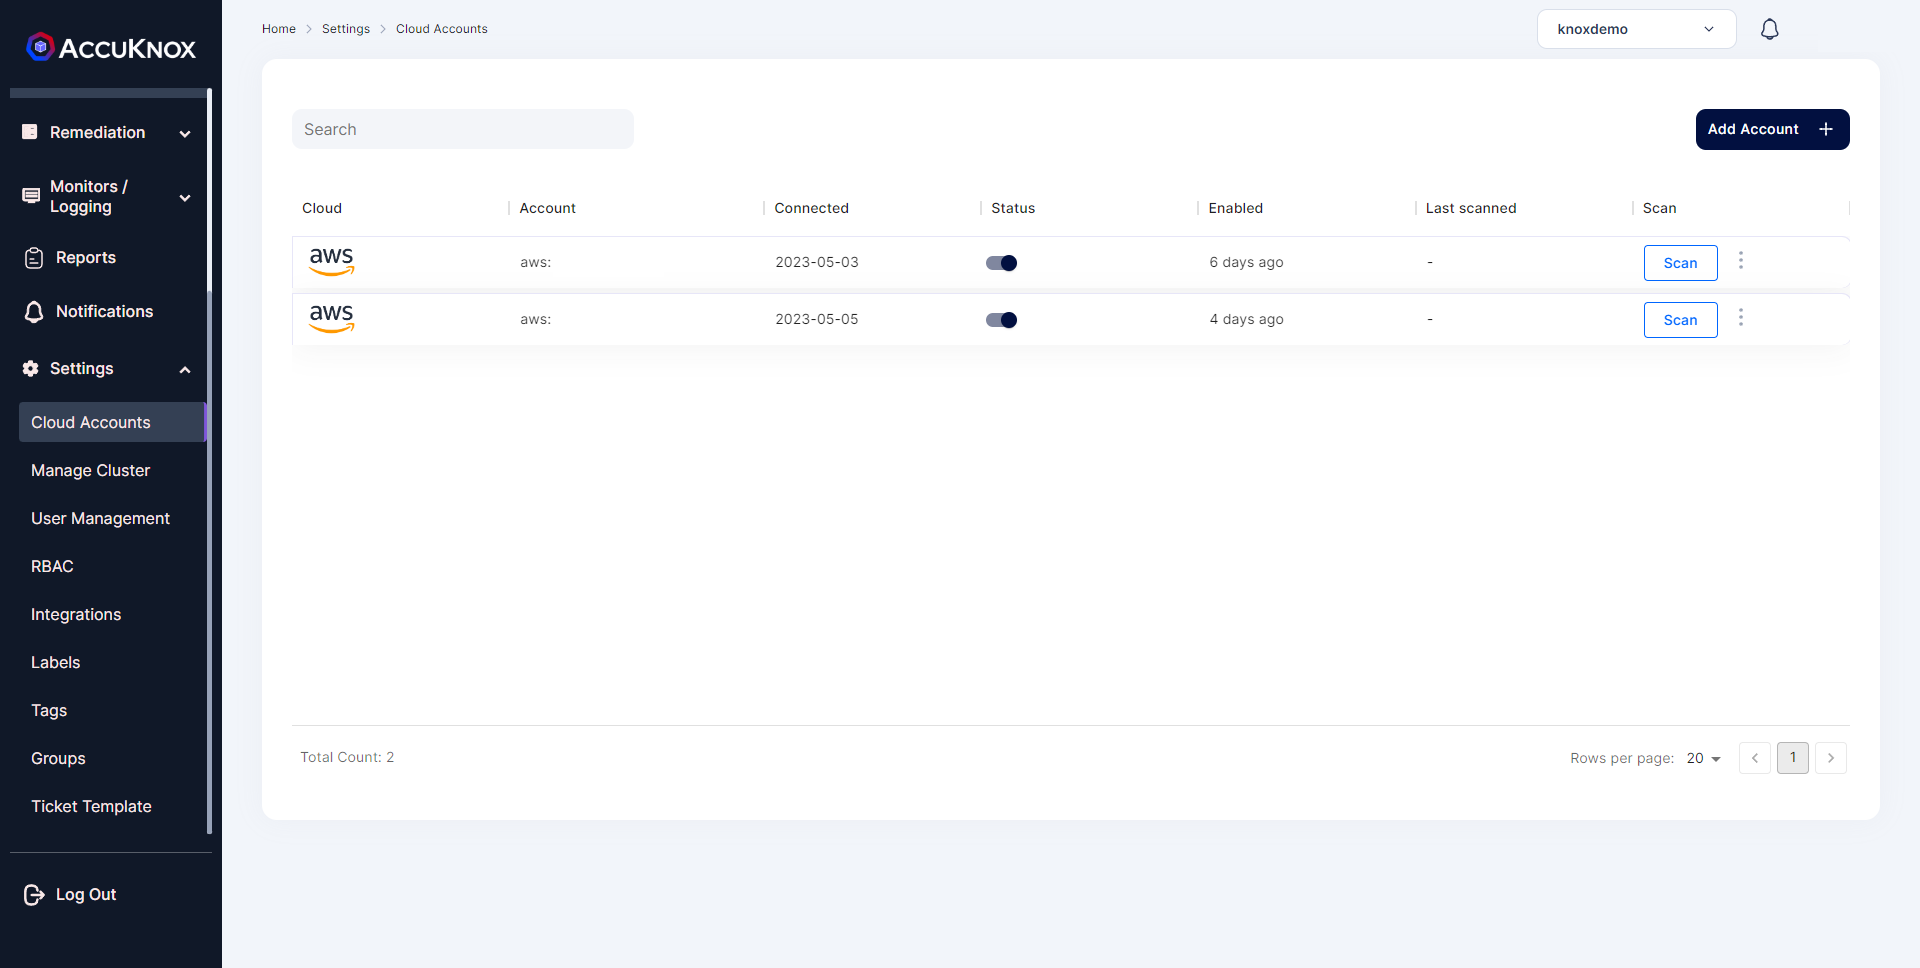 ACCUKNOX
Remediation
Monitors /
Logging
Reports
Notifications
Settings
Cloud Accounts
Manage Cluster
User Management
RBAC
Integrations
Labels
Tags
Groups
Ticket Template
Log Out
Home > Settings > Cloud Accounts
knoxdemo
Search
Add Account +
Cloud Account Connected Status Enabled Last scanned Scan
aws aws: 2023-05-03 6 days ago - Scan
aws aws: 2023-05-05 4 days ago - Scan
Total Count: 2
Rows per page: 20 < 1 >